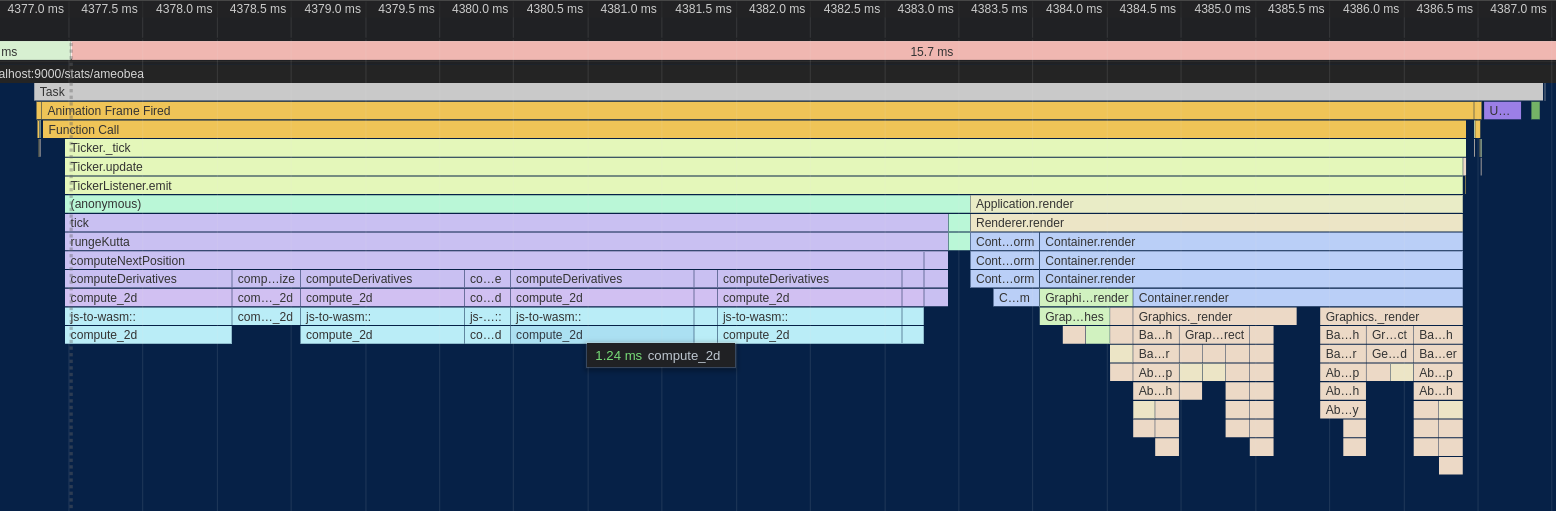 4377.0 ms 4377.5 ms 4378.0 ms 4378.5 ms 4379.0 ms 4379.5 ms 4380.0 ms 4380.5 ms 4381.0 ms 4381.5 ms 4382.0 ms 4382.5 ms 4383.0 ms 4383.5 ms 4384.0 ms 4384.5 ms 4385.0 ms 4385.5 ms 4386.0 ms 4386.5 ms 4387.0 ms
ms 15.7 ms
alhost:9000/stats/ameobea
Task
Animation Frame Fired U…
Function Call
Ticker._tick
Ticker.update
TickerListener.emit
(anonymous) Application.render
tick Renderer.render
rungeKutta Cont…orm Container.render
computeNextPosition Cont…orm Container.render
computeDerivatives comp…ize computeDerivatives co…e computeDerivatives computeDerivatives Cont…orm Container.render
compute_2d com…_2d compute_2d co…d compute_2d compute_2d C…m Graphi…render Container.render
js-to-wasm:: com…_2d js-to-wasm:: js-…:: js-to-wasm:: js-to-wasm:: Grap…hes Graphics._render Graphics._render
compute_2d compute_2d co…d compute_2d compute_2d Ba…h Grap…rect Ba…h Gr…ct Ba…h
1.24 ms compute_2d Ba…r Ba…r Ge…d Ba…er
Ab…p Ab…p Ab…p
Ab…h Ab…h Ab…h
Ab…y